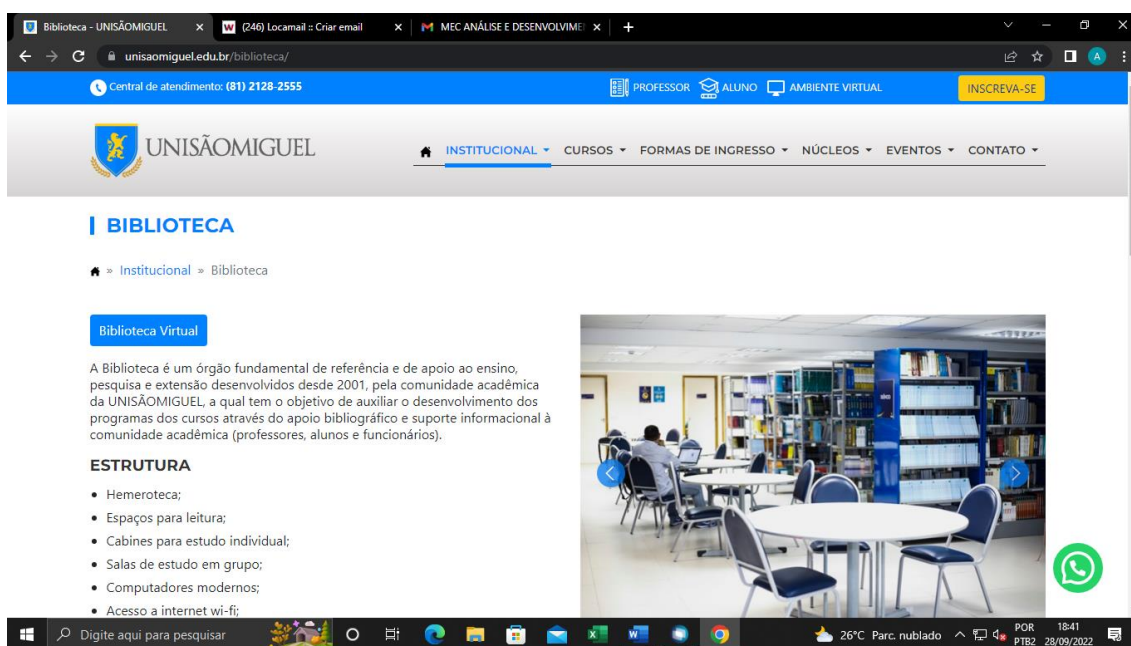 Biblioteca - UNISÃOMIGUEL
(246) Locamail :: Criar email
MEC ANÁLISE E DESENVOLVIME
unisaomiguel.edu.br/biblioteca/
A
Central de atendimento: (81) 2128-2555
PROFESSOR ALUNO AMBIENTE VIRTUAL
INSCREVA-SE
UNISÃOMIGUEL
INSTITUCIONAL CURSOS FORMAS DE INGRESSO NÚCLEOS EVENTOS CONTATO
BIBLIOTECA
» Institucional » Biblioteca
Biblioteca Virtual
A Biblioteca é um órgão fundamental de referência e de apoio ao ensino,
pesquisa e extensão desenvolvidos desde 2001, pela comunidade acadêmica
da UNISÃOMIGUEL, a qual tem o objetivo de auxiliar o desenvolvimento dos
programas dos cursos através do apoio bibliográfico e suporte informacional à
comunidade acadêmica (professores, alunos e funcionários).
ESTRUTURA
• Hemeroteca;
• Espaços para leitura;
• Cabines para estudo individual;
• Salas de estudo em grupo;
• Computadores modernos;
• Acesso a internet wi-fi;
Digite aqui para pesquisar
26°C Parc. nublado
POR
PTB2
18:41
28/09/2022